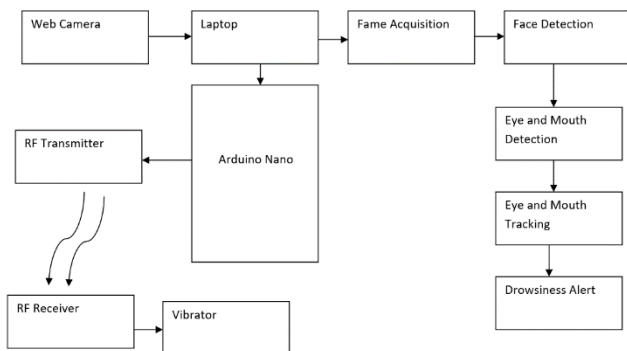 Web Camera
Laptop
Fame Acquisition
Face Detection
RF Transmitter
Arduino Nano
Eye and Mouth
Detection
Eye and Mouth
Tracking
RF Receiver
Vibrator
Drowsiness Alert